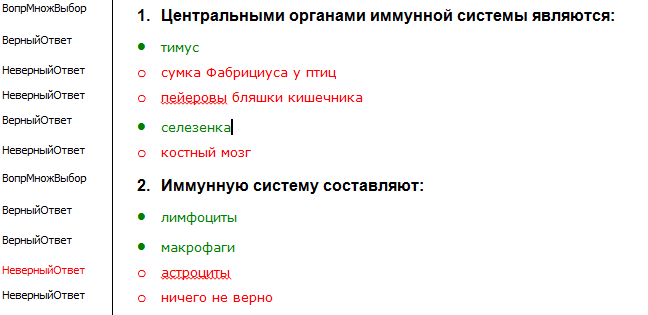 ВопрМножВыбор 1. Центральными органами иммунной системы являются:
ВерныйОтвет тимус
НеверныйОтвет сумка Фабрициуса у птиц
НеверныйОтвет пейеровы бляшки кишечника
ВерныйОтвет селезенка
НеверныйОтвет костный мозг
ВопрМножВыбор 2. Иммунную систему составляют:
ВерныйОтвет лимфоциты
ВерныйОтвет макрофаги
НеверныйОтвет астроциты
НеверныйОтвет ничего не верно